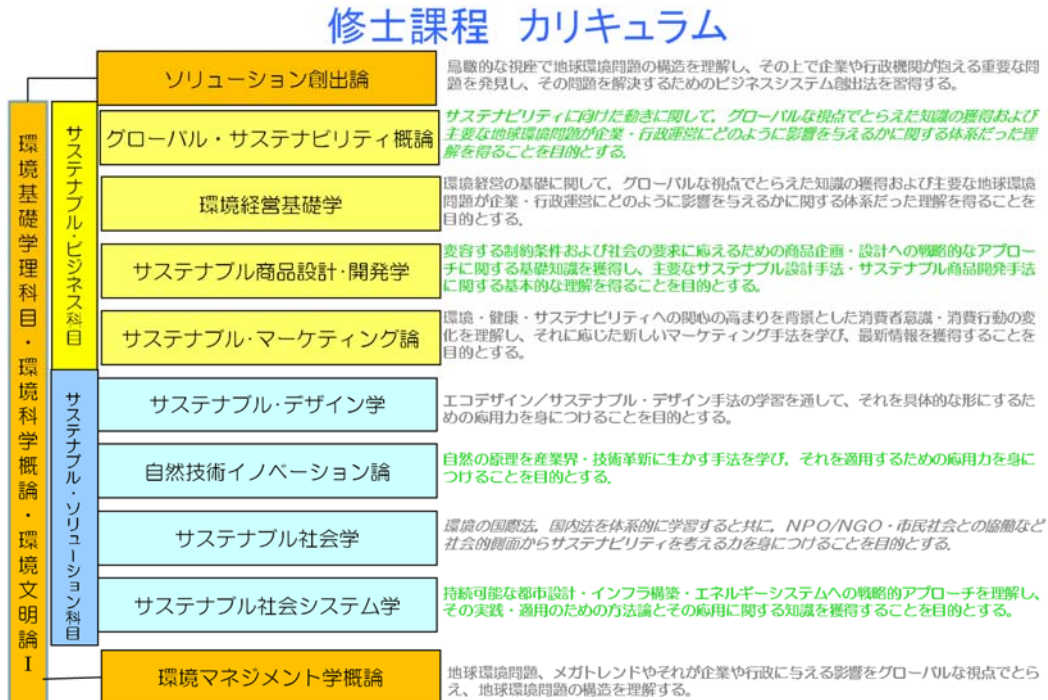 修士課程 カリキュラム
ソリューション創出論
鳥瞰的な視座で地球環境問題の構造を理解し、その上で企業や行政機関が抱える重要な問
題を発見し、その問題を解決するためのビジネスシステム創出法を習得する。
環境基礎学理科目・環境科学概論・環境文明論Ⅰ
サステナブル・ビジネス科目
グローバル・サステナビリティ概論
サステナビリティに向けた動きに関して、グローバルな視点でとらえた知識の獲得および
主要な地球環境問題が企業・行政運営にどのように影響を与えるかに関する体系だった理
解を得ることを目的とする.
環境経営基礎学
環境経営の基礎に関して，グローバルな視点でとらえた知識の獲得および主要な地球環境
問題が企業・行政運営にどのように影響を与えるかに関する体系だった理解を得ることを
目的とする。
サステナブル商品設計・開発学
変容する制約条件および社会の要求に応えるための商品企画・設計への戦略的なアプロー
チに関する基礎知識を獲得し、主要なサステナブル設計手法・サステナブル商品開発手法
に関する基本的な理解を得ることを目的とする。
サステナブル・マーケティング論
環境・健康・サステナビリティへの関心の高まりを背景とした消費者意識・消費行動の変
化を理解し、それに応じた新しいマーケティング手法を学び、最新情報を獲得することを
目的とする。
サステナブル・ソリューション科目
サステナブル・デザイン学
エコデザイン／サステナブル・デザイン手法の学習を通して、それを具体的な形にするた
めの応用力を身につけることを目的とする。
自然技術イノベーション論
自然の原理を産業界・技術革新に生かす手法を学び，それを適用するための応用力を身に
つけることを目的とする.
サステナブル社会学
環境の国際法，国内法を体系的に学習すると共に，NPO/NGO・市民社会との協働など
社会的側面からサステナビリティを考える力を身につけることを目的とする.
サステナブル社会システム学
持続可能な都市設計・インフラ構築・エネルギーシステムへの戦略的アプローチを理解し、
その実践・適用のための方法論とその応用に関する知識を獲得することを目的とする。
環境マネジメント学概論
地球環境問題、メガトレンドやそれが企業や行政に与える影響をグローバルな視点でとら
え、地球環境問題の構造を理解する。